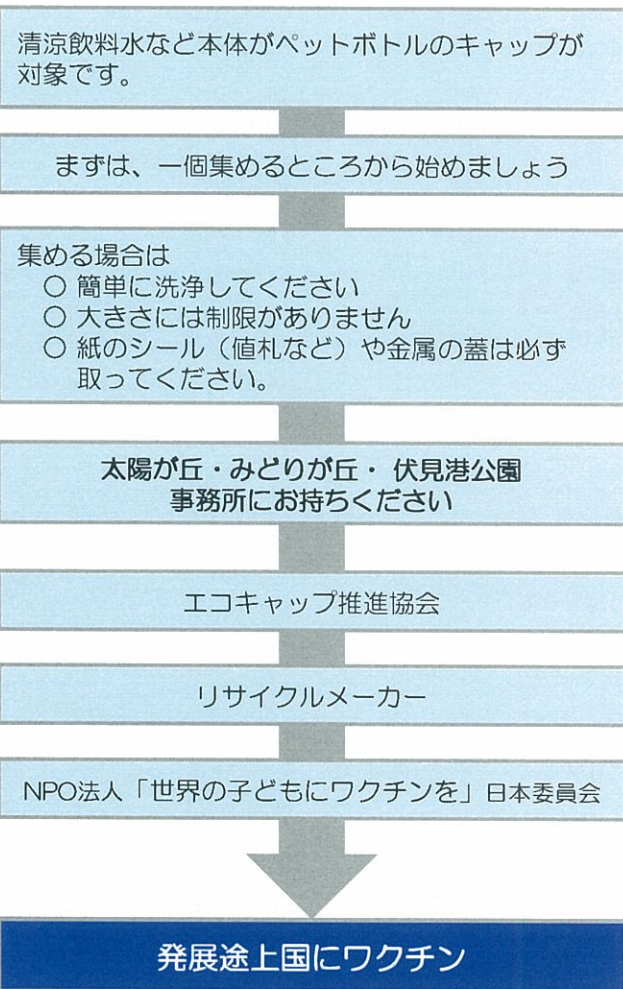 清涼飲料水など本体がペットボトルのキャップが
対象です。
まずは、一個集めるところから始めましょう
集める場合は
○ 簡単に洗浄してください
○ 大きさには制限がありません
○ 紙のシール（値札など）や金属の蓋は必ず
取ってください。
太陽が丘・みどりが丘・ 伏見港公園
事務所にお持ちください
エコキャップ推進協会
リサイクルメーカー
NPO法人「世界の子どもにワクチンを」日本委員会
発展途上国にワクチン